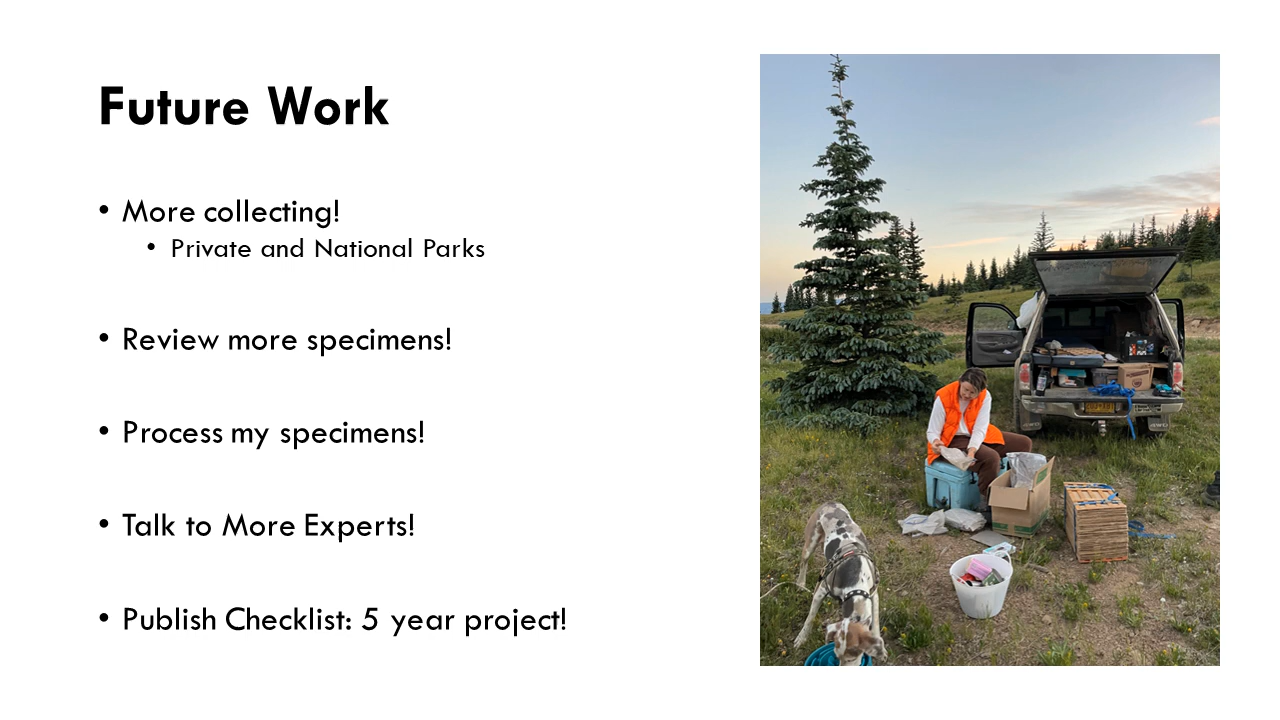 Future Work
• More collecting!
• Private and National Parks
• Review more specimens!
• Process my specimens!
• Talk to More Experts!
• Publish Checklist: 5 year project!